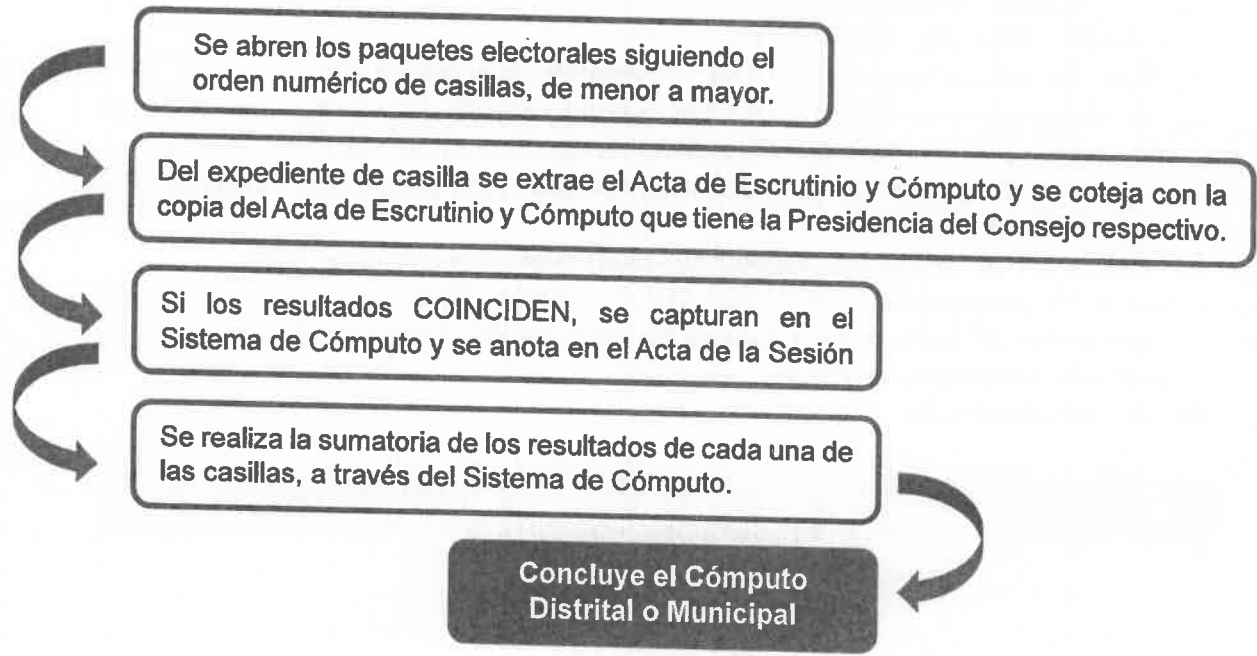 Se abren los paquetes electorales siguiendo el
orden numérico de casillas, de menor a mayor.
Del expediente de casilla se extrae el Acta de Escrutinio y Cómputo y se coteja con la
copia del Acta de Escrutinio y Cómputo que tiene la Presidencia del Consejo respectivo.
Si los resultados COINCIDEN, se capturan en el
Sistema de Cómputo y se anota en el Acta de la Sesión
Se realiza la sumatoria de los resultados de cada una de
las casillas, a través del Sistema de Cómputo.
Concluye el Cómputo
Distrital o Municipal